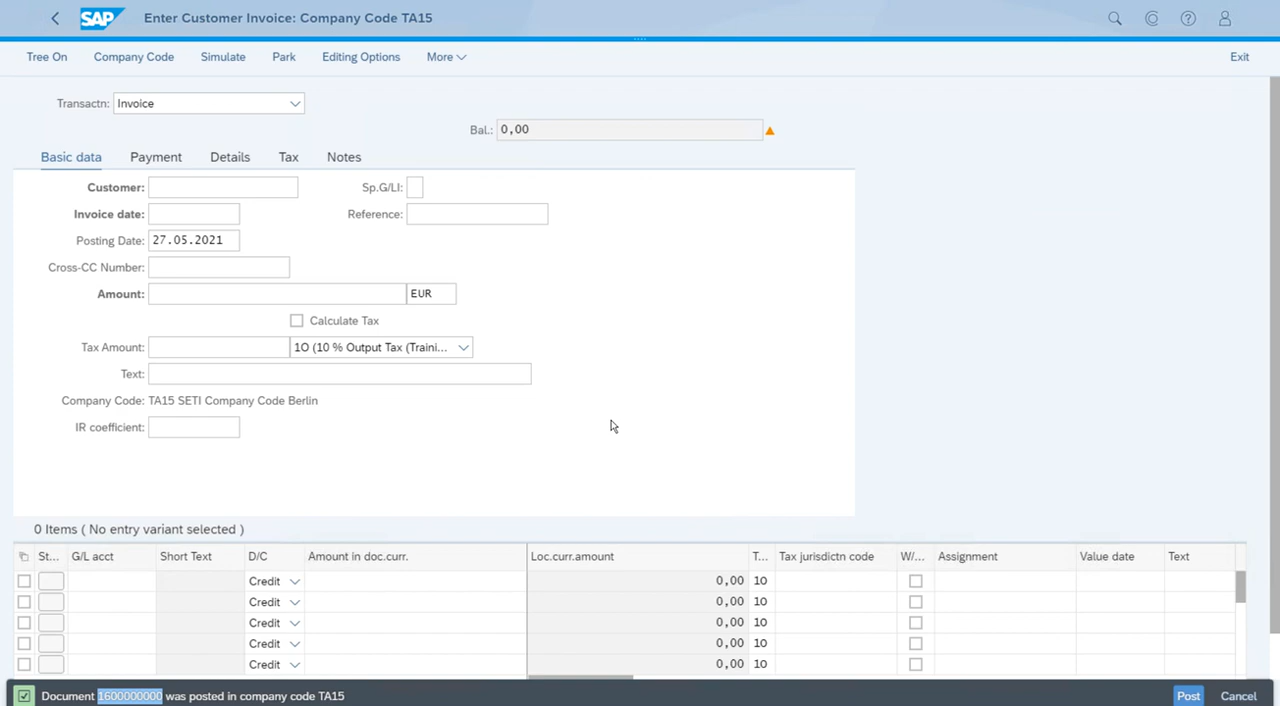 SAP Enter Customer Invoice: Company Code TA15
Tree On Company Code Simulate Park Editing Options More Exit
Transactn: Invoice
Bal.: 0,00
Basic data Payment Details Tax Notes
Customer: Sp.G/LI:
Invoice date: Reference:
Posting Date: 27.05.2021
Cross-CC Number:
Amount: EUR
Calculate Tax
Tax Amount: 1O (10 % Output Tax (Traini...
Text:
Company Code: TA15 SETI Company Code Berlin
IR coefficient:
0 Items ( No entry variant selected )
St... G/L acct Short Text D/C Amount in doc.curr. Loc.curr.amount T... Tax jurisdictn code W/... Assignment Value date Text
Credit 0,00 1O
Credit 0,00 1O
Credit 0,00 1O
Credit 0,00 1O
Credit 0,00 1O
Document 1600000000 was posted in company code TA15 Post Cancel